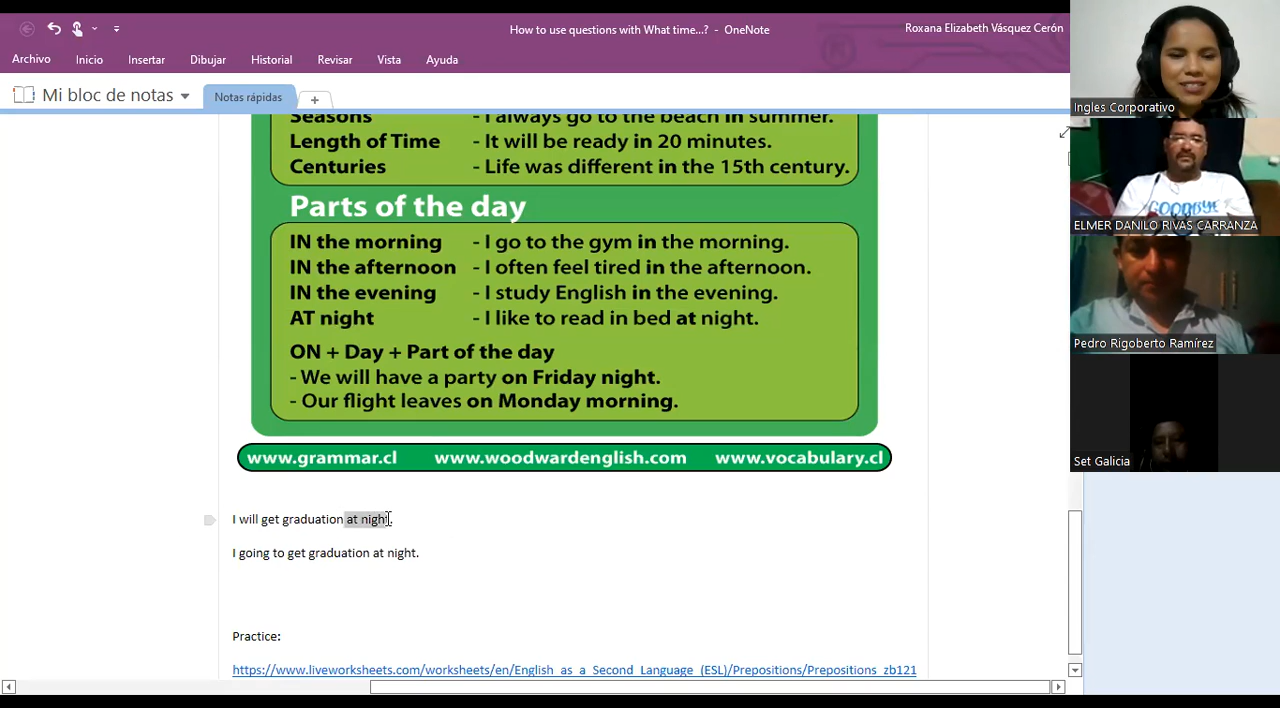 How to use questions with What time...? - OneNote
Roxana Elizabeth Vásquez Cerón
Archivo
Inicio
Insertar
Dibujar
Historial
Revisar
Vista
Ayuda
Mi bloc de notas
Notas rápidas
Seasons - I always go to the beach in summer.
Length of Time - It will be ready in 20 minutes.
Centuries - Life was different in the 15th century.
Parts of the day
IN the morning - I go to the gym in the morning.
IN the afternoon - I often feel tired in the afternoon.
IN the evening - I study English in the evening.
AT night - I like to read in bed at night.
ON + Day + Part of the day
- We will have a party on Friday night.
- Our flight leaves on Monday morning.
www.grammar.cl www.woodwardenglish.com www.vocabulary.cl
I will get graduation at night.
I going to get graduation at night.
Practice:
https://www.liveworksheets.com/worksheets/en/English_as_a_Second_Language_(ESL)/Prepositions/Prepositions_zb121
Ingles Corporativo
GOODBYE
ELMER DANILO RIVAS CARRANZA
Pedro Rigoberto Ramírez
Set Galicia